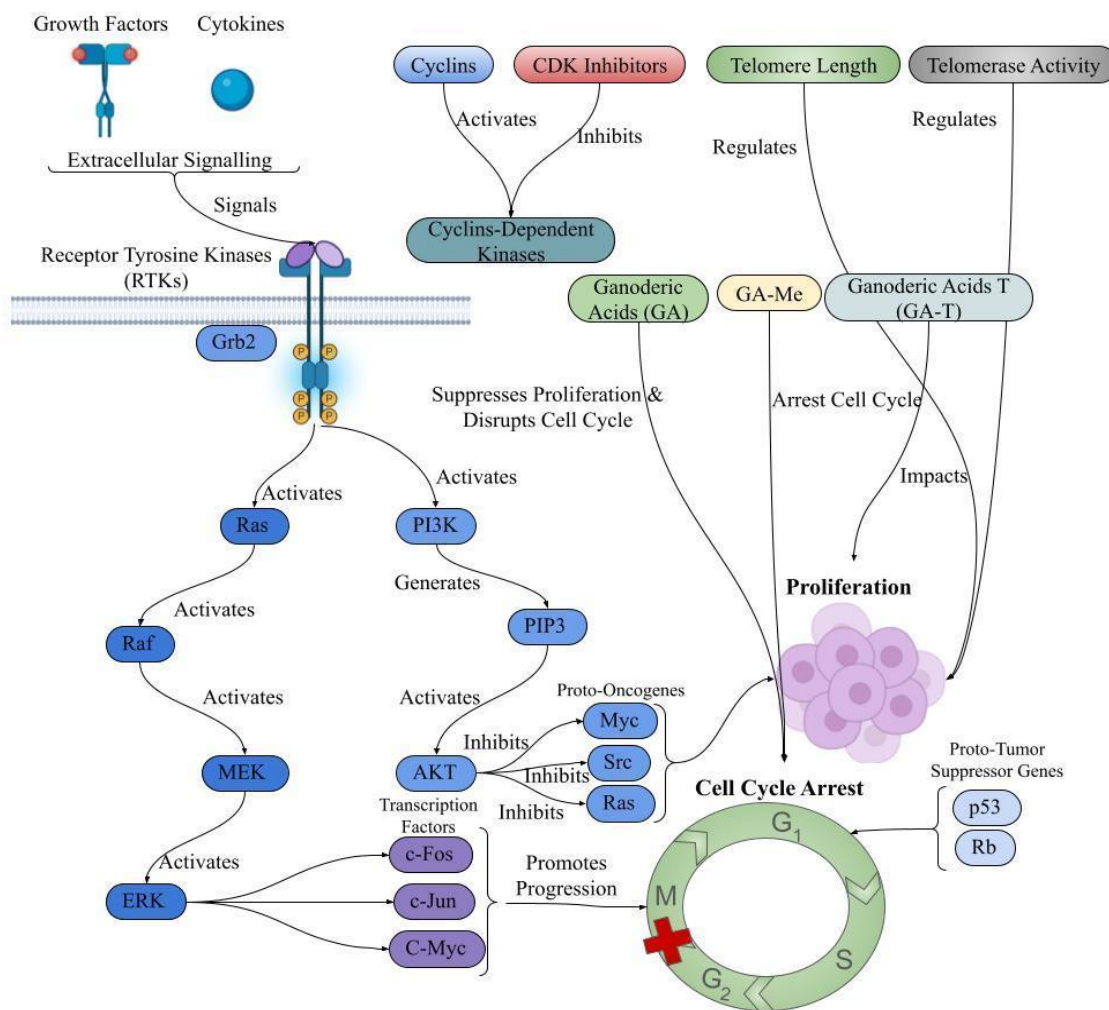 Growth Factors
Cytokines
Extracellular Signalling
Signals
Receptor Tyrosine Kinases
(RTKs)
Grb2
P
P
P
P
P
P
Activates
Ras
Activates
Raf
Activates
MEK
Activates
ERK
Activates
PI3K
Generates
PIP3
Activates
AKT
Inhibits
Inhibits
Inhibits
Proto-Oncogenes
Myc
Src
Ras
Transcription
Factors
c-Fos
c-Jun
C-Myc
Promotes
Progression
Cyclins
CDK Inhibitors
Activates
Inhibits
Cyclins-Dependent
Kinases
Telomere Length
Telomerase Activity
Regulates
Regulates
Ganoderic
Acids (GA)
GA-Me
Ganoderic Acids T
(GA-T)
Suppresses Proliferation &
Disrupts Cell Cycle
Arrest Cell Cycle
Impacts
Proliferation
Cell Cycle Arrest
G1
S
G2
M
Proto-Tumor
Suppressor Genes
p53
Rb